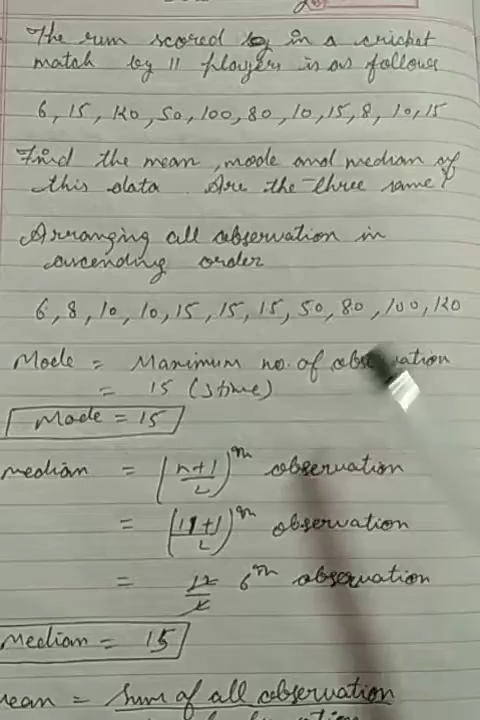 The rum scored by in a cricket
match by 11 players is as follows
6, 15, 120, 50, 100, 80, 10, 15, 8, 10, 15
Find the mean, mode and median of
this data. Are the three same?
Arranging all observation in
ascending order
6, 8, 10, 10, 15, 15, 15, 50, 80, 100, 120
Mode = Maximum no. of observation
= 15 (3 time)
Mode = 15
median = (n+1/2)th observation
= (11+1/2)th observation
= 12/2 6th observation
Median = 15
mean = Sum of all observation